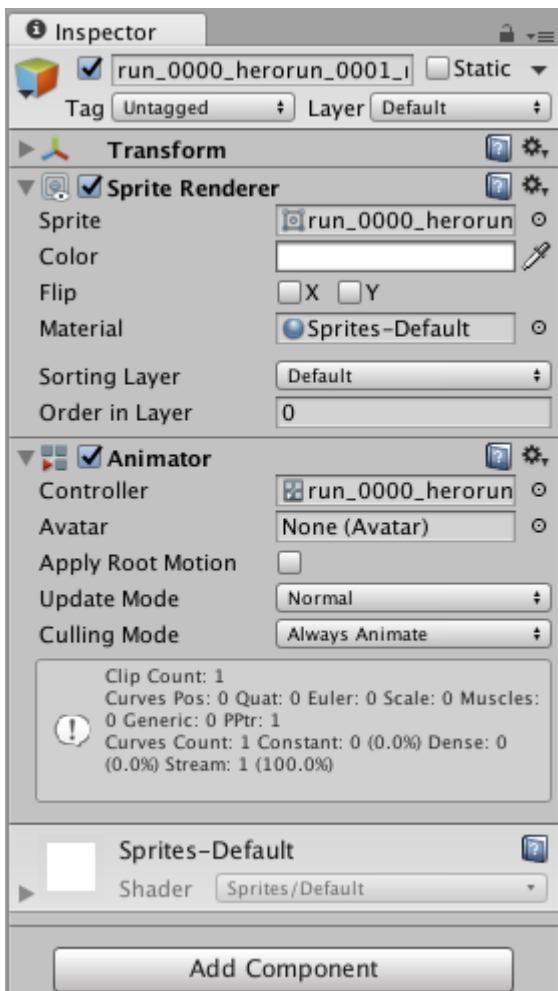 Inspector
run_0000_herorun_0001_ Static
Tag Untagged Layer Default
Transform
Sprite Renderer
Sprite run_0000_herorun
Color
Flip X Y
Material Sprites-Default
Sorting Layer Default
Order in Layer 0
Animator
Controller run_0000_herorun
Avatar None (Avatar)
Apply Root Motion
Update Mode Normal
Culling Mode Always Animate
Clip Count: 1
Curves Pos: 0 Quat: 0 Euler: 0 Scale: 0 Muscles:
0 Generic: 0 PPtr: 1
Curves Count: 1 Constant: 0 (0.0%) Dense: 0
(0.0%) Stream: 1 (100.0%)
Sprites-Default
Shader Sprites/Default
Add Component